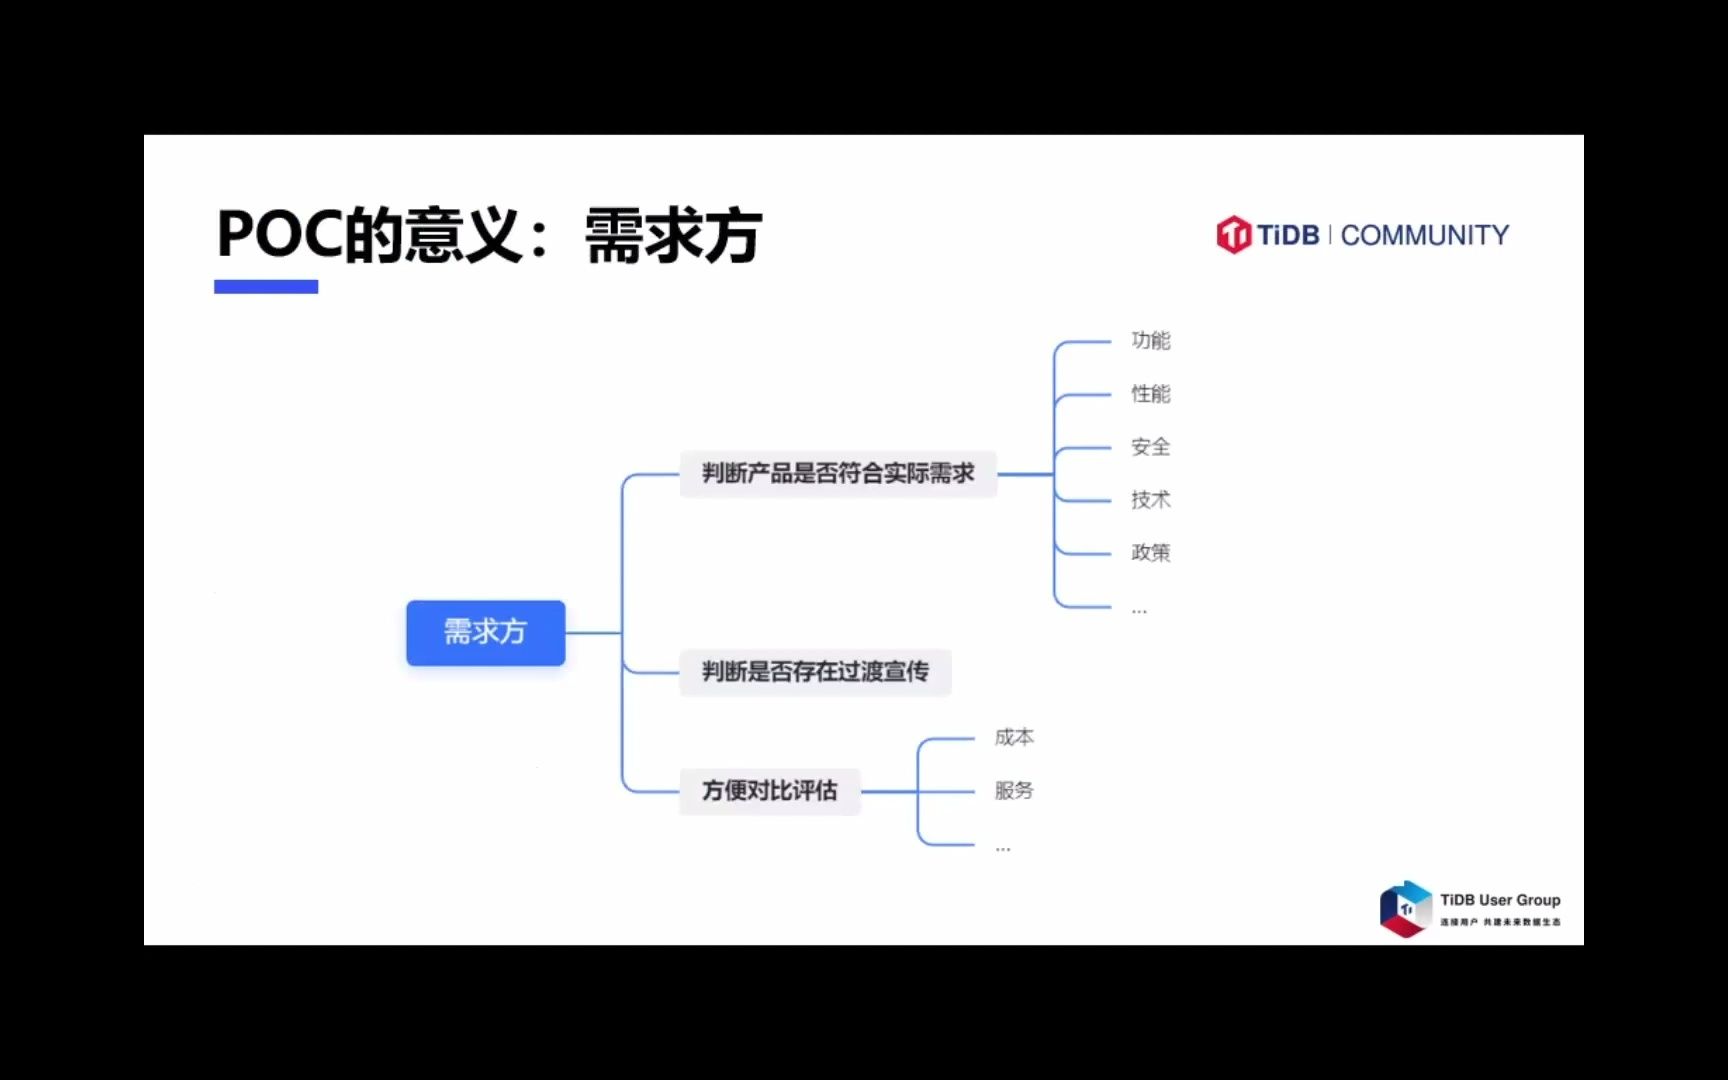 POC的意义：需求方
TiDB | COMMUNITY
功能
性能
安全
技术
政策
...
判断产品是否符合实际需求
需求方
判断是否存在过渡宣传
方便对比评估
成本
服务
...
TiDB User Group
连接用户 共建未来数据生态